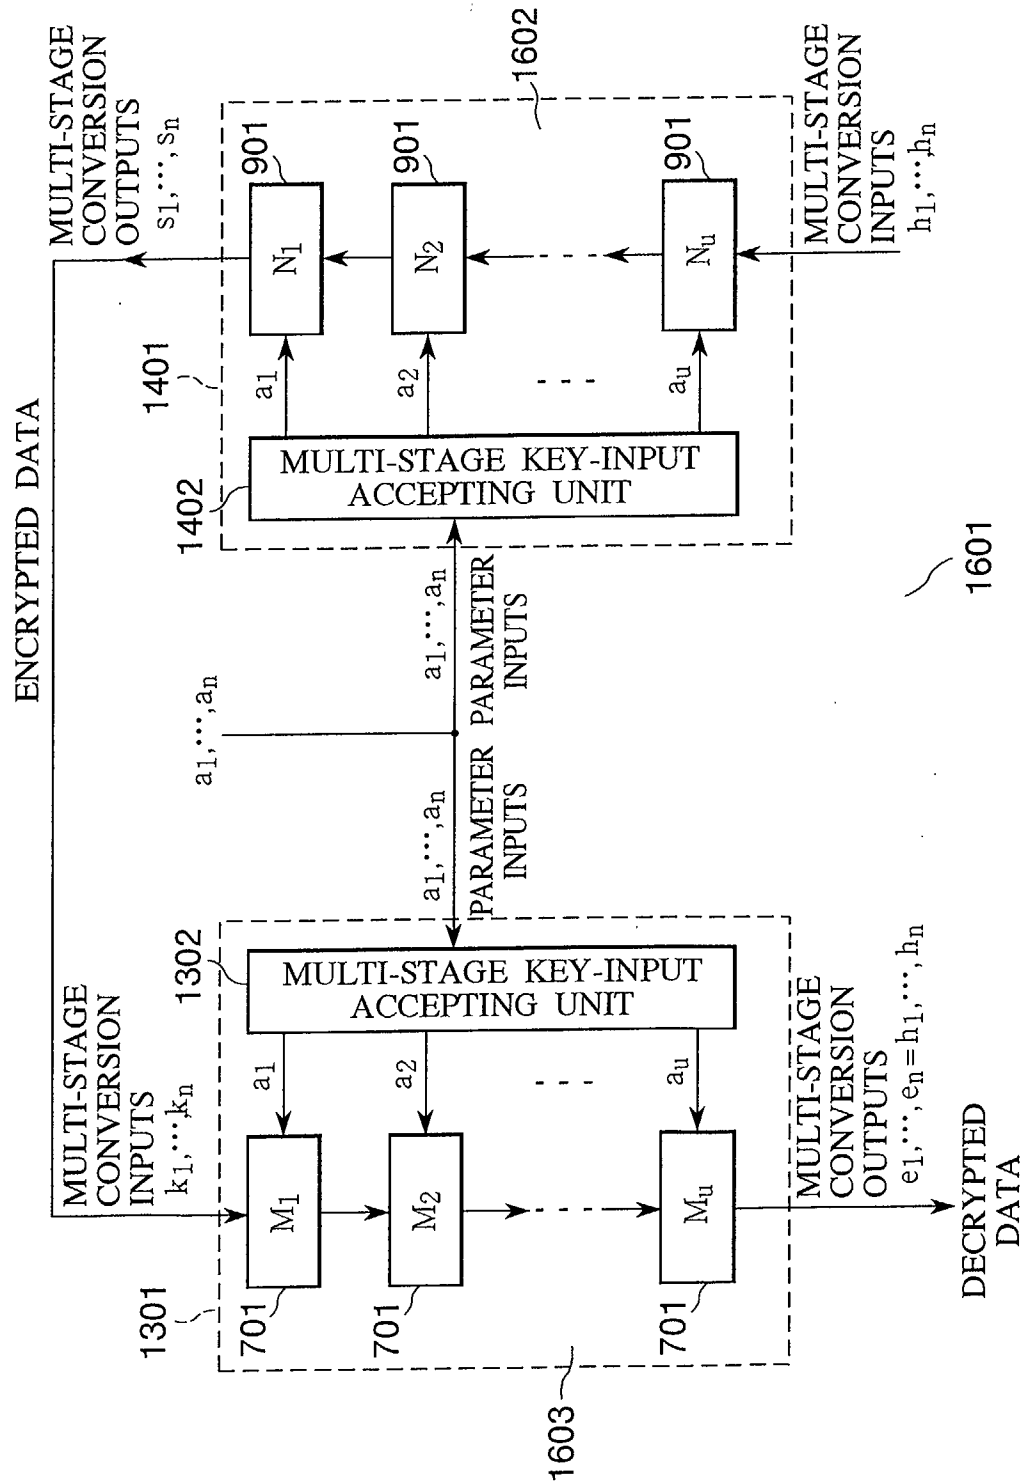 ENCRYPTED DATA
MULTI-STAGE
CONVERSION
INPUTS
k1,···,kn
1301
701
M1
701
M2
701
Mu
a1
a2
- - -
au
1302
MULTI-STAGE KEY-INPUT
ACCEPTING UNIT
MULTI-STAGE
CONVERSION
OUTPUTS
e1,···,en=h1,···,hn
DECRYPTED
DATA
1603
a1,···,an
a1,···,an
PARAMETER
INPUTS
a1,···,an
PARAMETER
INPUTS
1402
MULTI-STAGE KEY-INPUT
ACCEPTING UNIT
1401
a1
a2
- - -
au
MULTI-STAGE
CONVERSION
OUTPUTS
s1,···,sn
N1
901
N2
901
Nu
901
1602
MULTI-STAGE
CONVERSION
INPUTS
h1,···,hn
1601